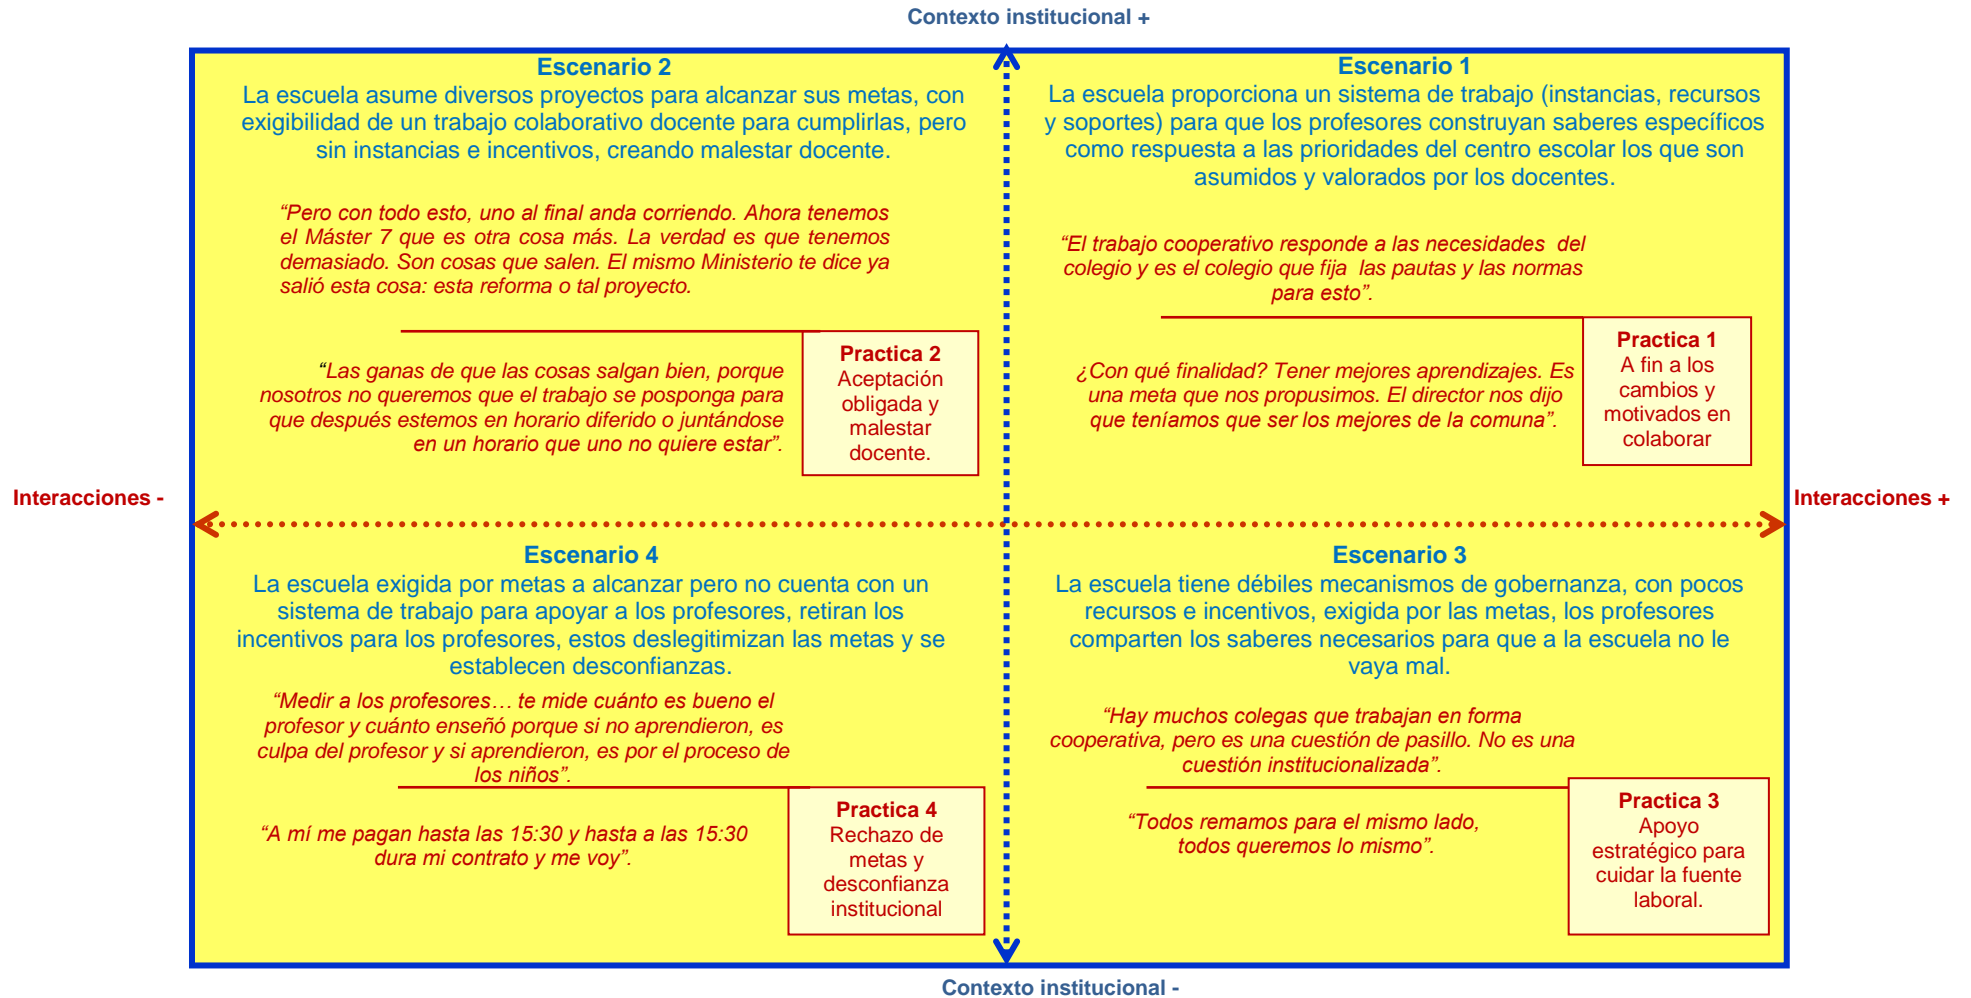 Contexto institucional +
Escenario 2
La escuela asume diversos proyectos para alcanzar sus metas, con
exigibilidad de un trabajo colaborativo docente para cumplirlas, pero
sin instancias e incentivos, creando malestar docente.
“Pero con todo esto, uno al final anda corriendo. Ahora tenemos
el Máster 7 que es otra cosa más. La verdad es que tenemos
demasiado. Son cosas que salen. El mismo Ministerio te dice ya
salió esta cosa: esta reforma o tal proyecto.
“Las ganas de que las cosas salgan bien, porque
nosotros no queremos que el trabajo se posponga para
que después estemos en horario diferido o juntándose
en un horario que uno no quiere estar”.
Practica 2
Aceptación
obligada y
malestar
docente.
Escenario 1
La escuela proporciona un sistema de trabajo (instancias, recursos
y soportes) para que los profesores construyan saberes específicos
como respuesta a las prioridades del centro escolar los que son
asumidos y valorados por los docentes.
“El trabajo cooperativo responde a las necesidades  del
colegio y es el colegio que fija  las pautas y las normas
para esto”.
¿Con qué finalidad? Tener mejores aprendizajes. Es
una meta que nos propusimos. El director nos dijo
que teníamos que ser los mejores de la comuna”.
Practica 1
A fin a los
cambios y
motivados en
colaborar
Interacciones -
Interacciones +
Escenario 4
La escuela exigida por metas a alcanzar pero no cuenta con un
sistema de trabajo para apoyar a los profesores, retiran los
incentivos para los profesores, estos deslegitimizan las metas y se
establecen desconfianzas.
“Medir a los profesores… te mide cuánto es bueno el
profesor y cuánto enseñó porque si no aprendieron, es
culpa del profesor y si aprendieron, es por el proceso de
los niños”.
“A mí me pagan hasta las 15:30 y hasta a las 15:30
dura mi contrato y me voy”.
Practica 4
Rechazo de
metas y
desconfianza
institucional
Escenario 3
La escuela tiene débiles mecanismos de gobernanza, con pocos
recursos e incentivos, exigida por las metas, los profesores
comparten los saberes necesarios para que a la escuela no le
vaya mal.
“Hay muchos colegas que trabajan en forma
cooperativa, pero es una cuestión de pasillo. No es una
cuestión institucionalizada”.
“Todos remamos para el mismo lado,
todos queremos lo mismo”.
Practica 3
Apoyo
estratégico para
cuidar la fuente
laboral.
Contexto institucional -